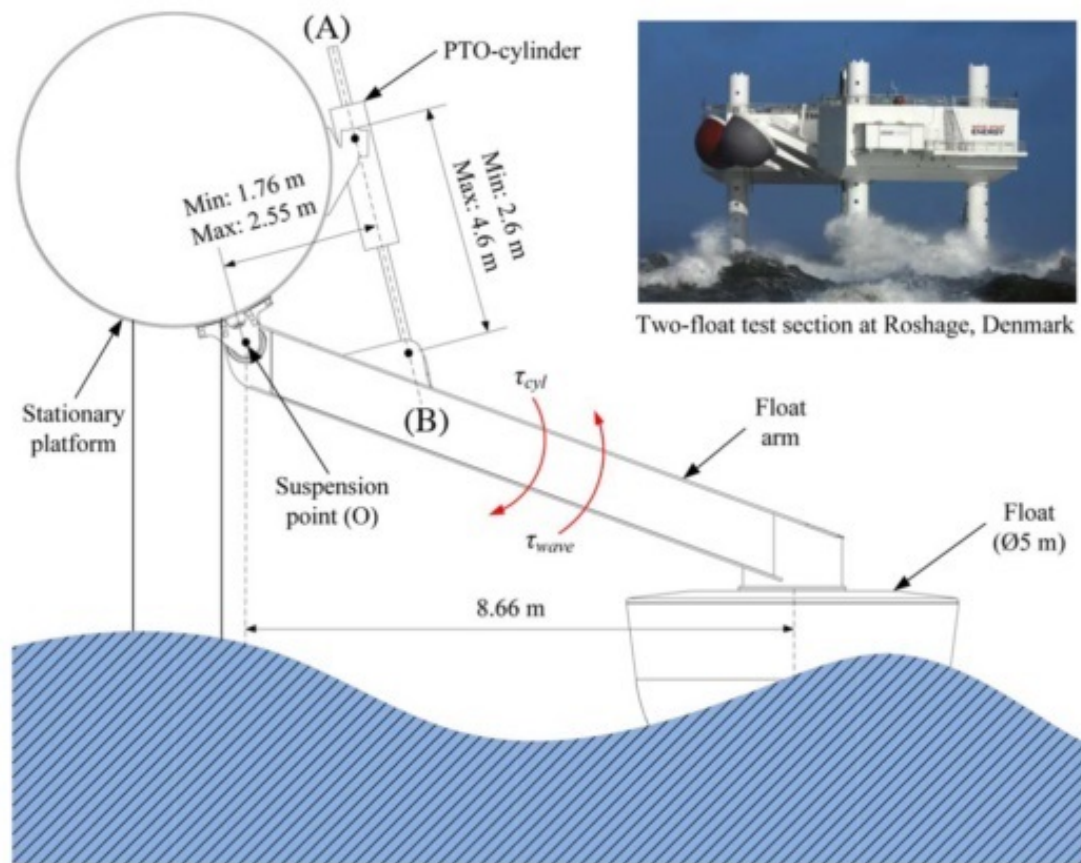 (A)
PTO-cylinder
Min: 1.76 m
Max: 2.55 m
Min: 2.6 m
Max: 4.6 m
Two-float test section at Roshage, Denmark
Stationary
platform
(B)
Suspension
point (O)
τcyl
τwave
Float
arm
Float
(Ø5 m)
8.66 m